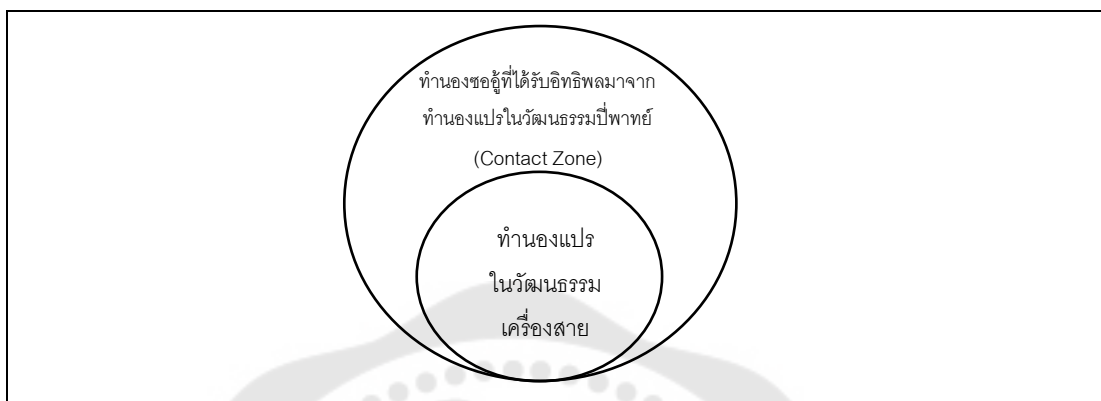 ทำนองซออู้ที่ได้รับอิทธิพลมาจาก
ทำนองแปรในวัฒนธรรมปี่พาทย์
(Contact Zone)
ทำนองแปร
ในวัฒนธรรม
เครื่องสาย